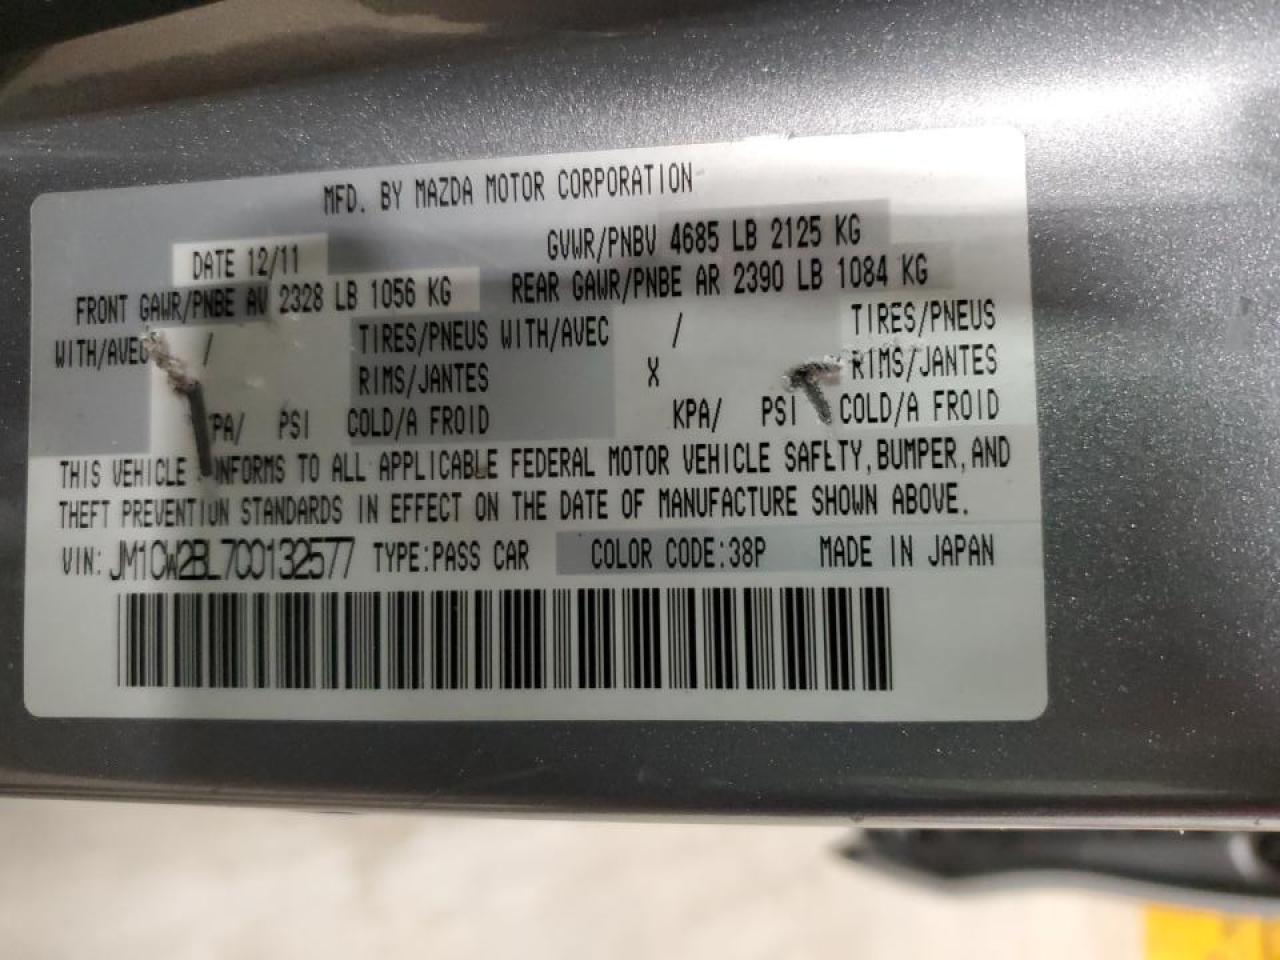 MFD. BY MAZDA MOTOR CORPORATION
DATE 12/11 GVWR/PNBV 4685 LB 2125 KG
FRONT GAWR/PNBE AV 2328 LB 1056 KG REAR GAWR/PNBE AR 2390 LB 1084 KG
WITH/AVEC / TIRES/PNEUS WITH/AVEC / TIRES/PNEUS
RIMS/JANTES X RIMS/JANTES
PA/ PSI COLD/A FROID KPA/ PSI COLD/A FROID
THIS VEHICLE CONFORMS TO ALL APPLICABLE FEDERAL MOTOR VEHICLE SAFETY, BUMPER, AND
THEFT PREVENTION STANDARDS IN EFFECT ON THE DATE OF MANUFACTURE SHOWN ABOVE.
VIN: JM1CW2BL7C0132577 TYPE:PASS CAR COLOR CODE:38P MADE IN JAPAN